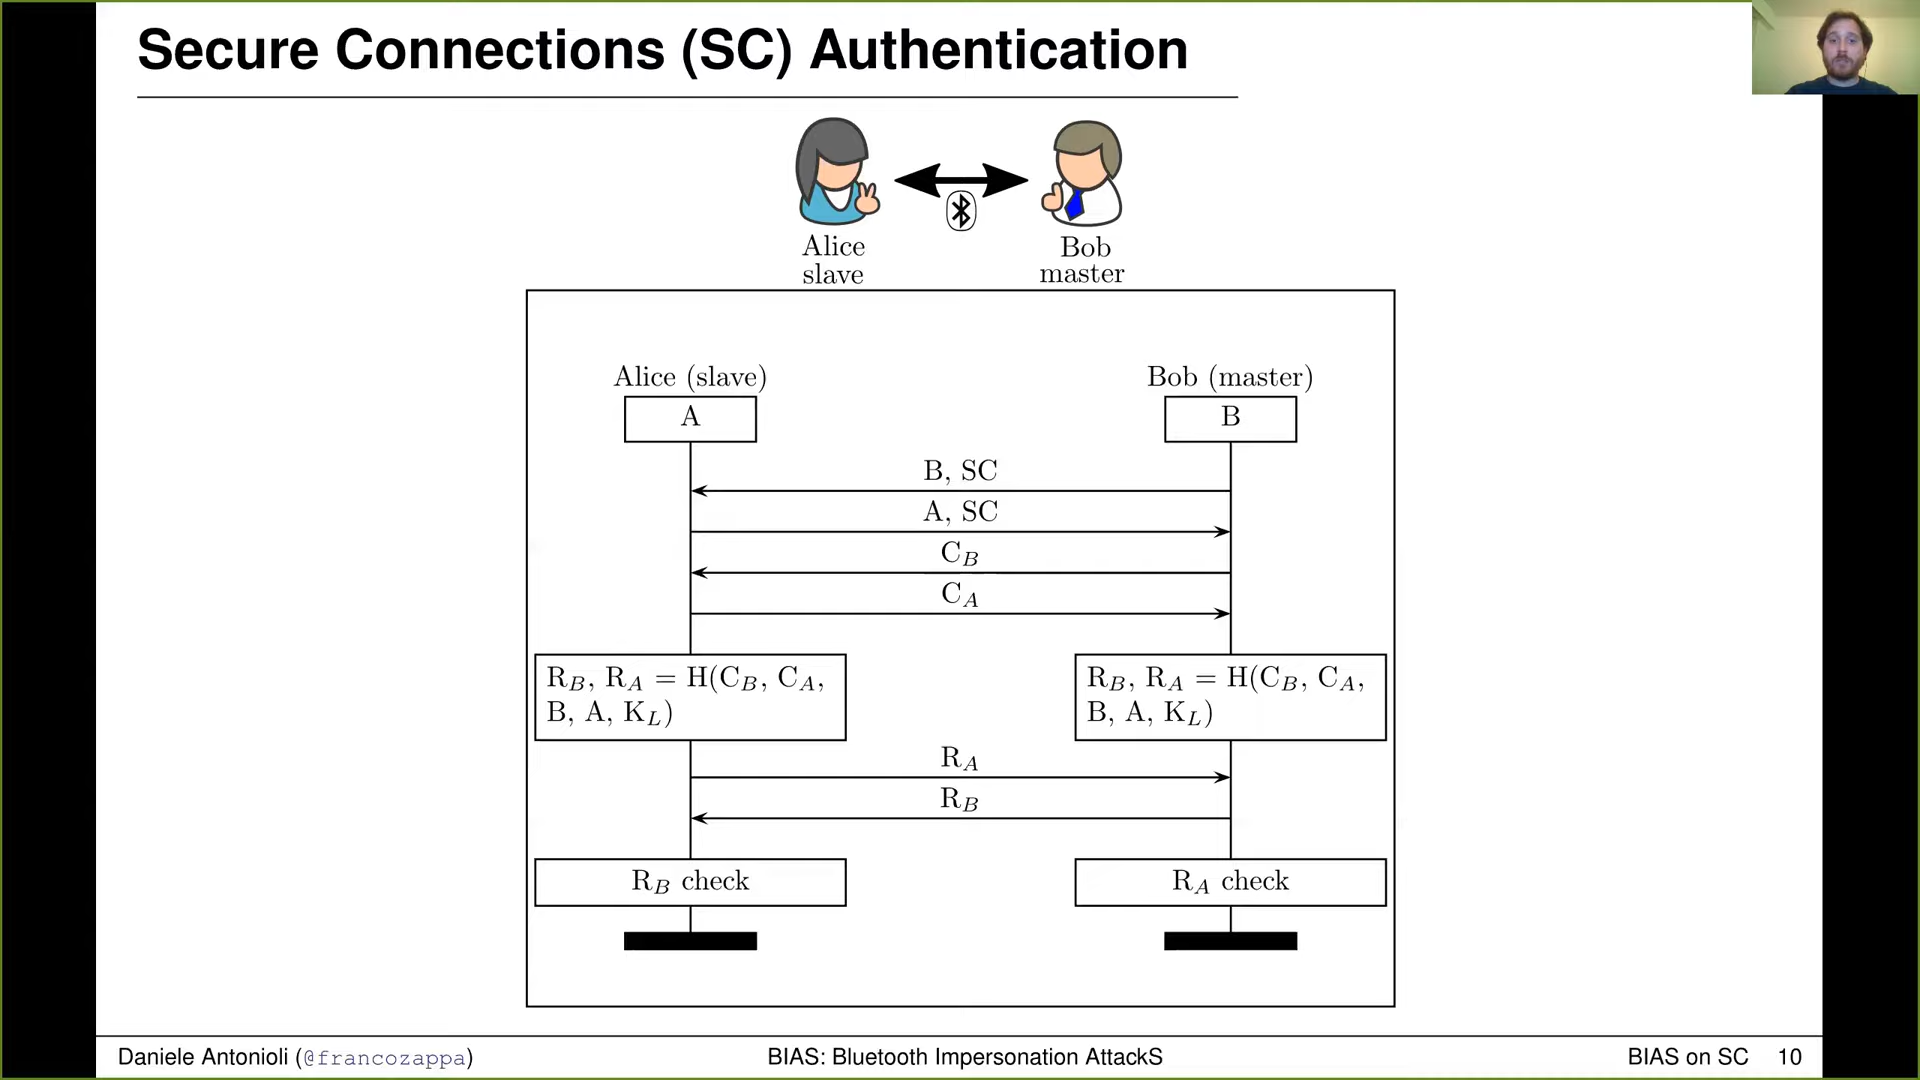 Secure Connections (SC) Authentication
Alice
slave
Bob
master
Alice (slave)
Bob (master)
A
B
B, SC
A, SC
C_B
C_A
R_B, R_A = H(C_B, C_A,
B, A, K_L)
R_B, R_A = H(C_B, C_A,
B, A, K_L)
R_A
R_B
R_B check
R_A check
Daniele Antonioli (@francozappa)
BIAS: Bluetooth Impersonation AttackS
BIAS on SC 10